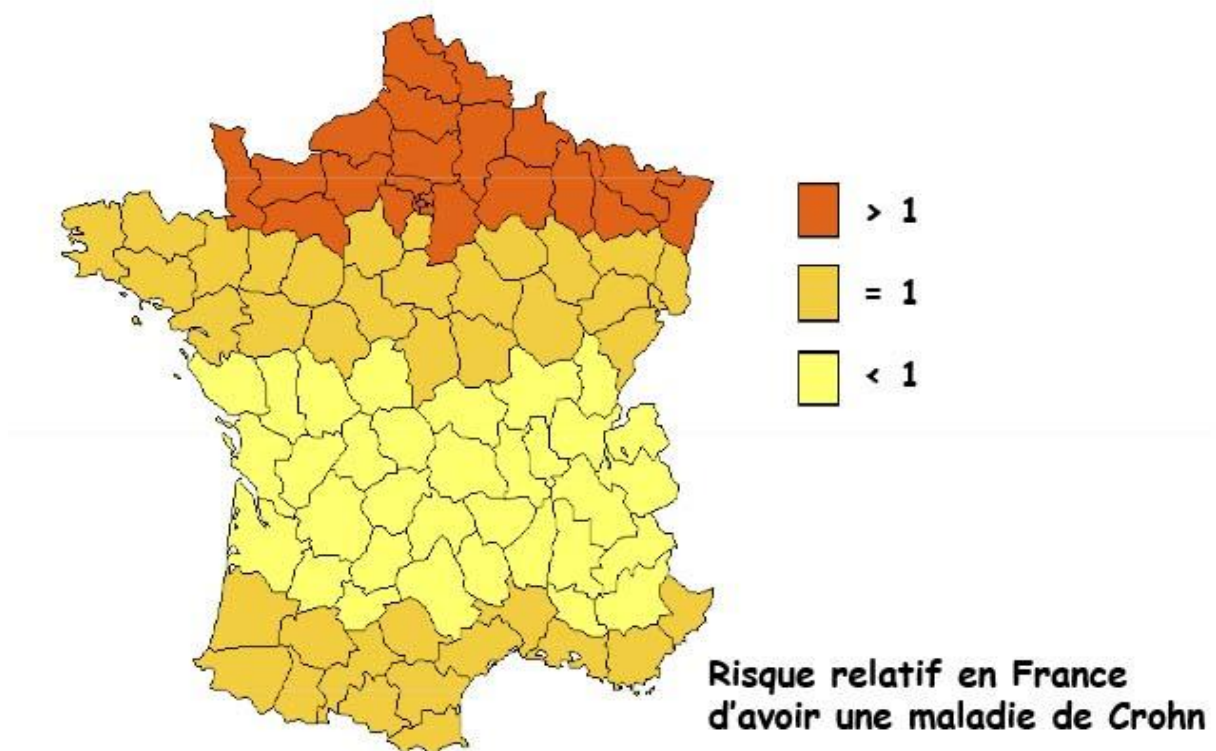 > 1
= 1
< 1
Risque relatif en France
d'avoir une maladie de Crohn